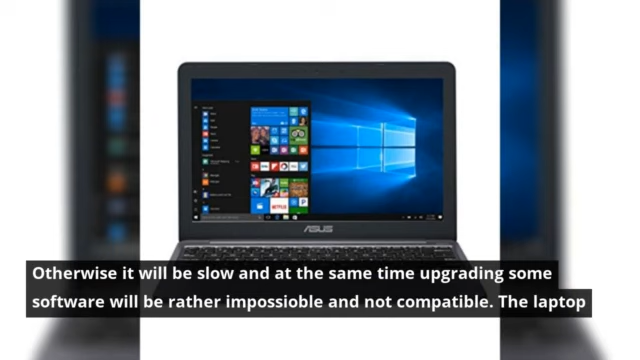 ASUS
Otherwise it will be slow and at the same time upgrading some
software will be rather impossioble and not compatible. The laptop